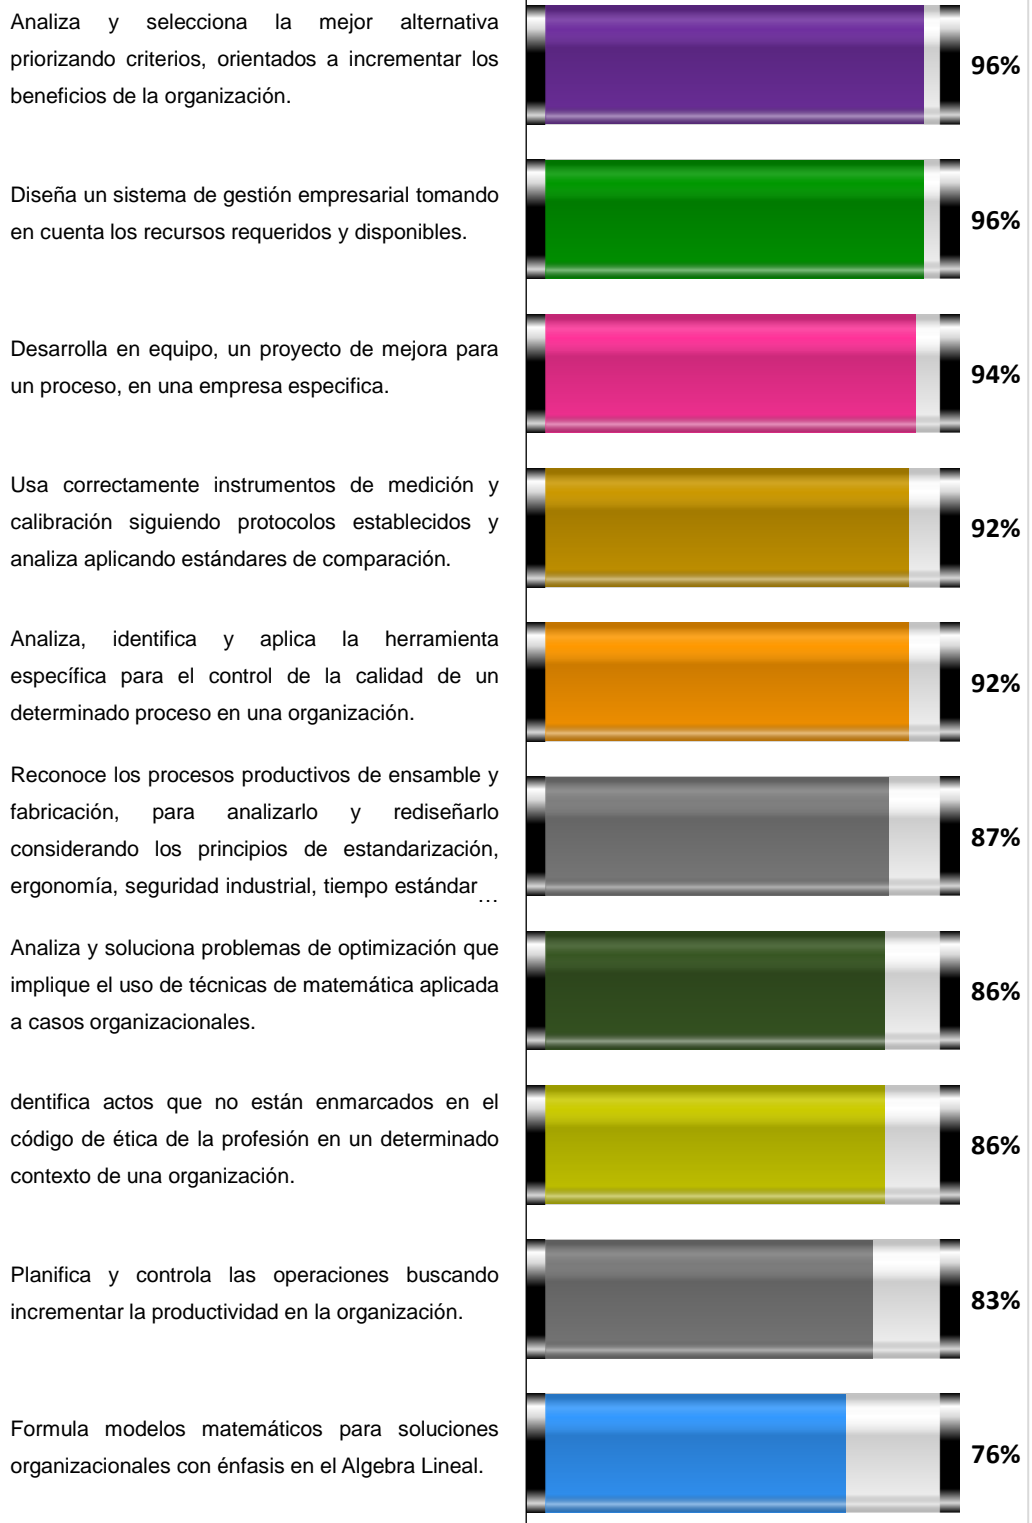 Analiza y selecciona la mejor alternativa
priorizando criterios, orientados a incrementar los
beneficios de la organización.
96%
Diseña un sistema de gestión empresarial tomando
en cuenta los recursos requeridos y disponibles.
96%
Desarrolla en equipo, un proyecto de mejora para
un proceso, en una empresa especifica.
94%
Usa correctamente instrumentos de medición y
calibración siguiendo protocolos establecidos y
analiza aplicando estándares de comparación.
92%
Analiza, identifica y aplica la herramienta
específica para el control de la calidad de un
determinado proceso en una organización.
92%
Reconoce los procesos productivos de ensamble y
fabricación, para analizarlo y rediseñarlo
considerando los principios de estandarización,
ergonomía, seguridad industrial, tiempo estándar…
87%
Analiza y soluciona problemas de optimización que
implique el uso de técnicas de matemática aplicada
a casos organizacionales.
86%
dentifica actos que no están enmarcados en el
código de ética de la profesión en un determinado
contexto de una organización.
86%
Planifica y controla las operaciones buscando
incrementar la productividad en la organización.
83%
Formula modelos matemáticos para soluciones
organizacionales con énfasis en el Algebra Lineal.
76%